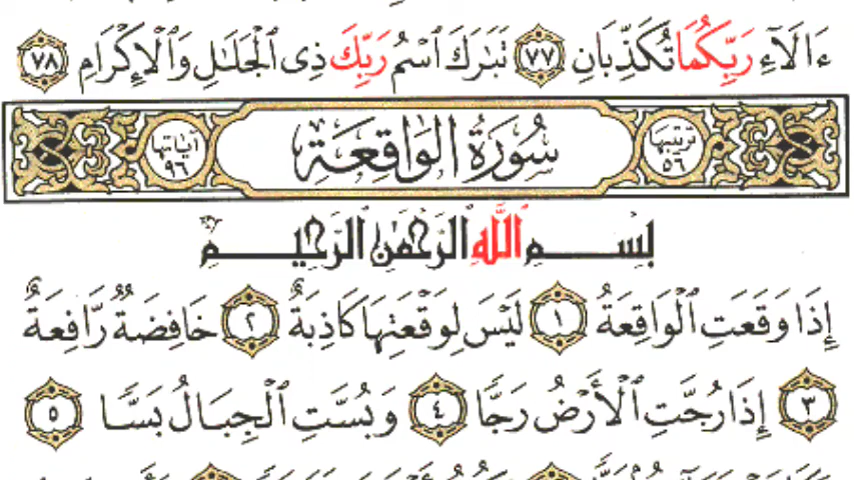 ءَالَآءِ رَبِّكُمَا تُكَذِّبَانِ ٧٧ تَبَٰرَكَ ٱسْمُ رَبِّكَ ذِى ٱلْجَلَٰلِ وَٱلْإِكْرَامِ ٧٨
ترتيبها ٥٦ سُورَةُ الوَاقِعَة آياتها ٩٦
بِسْمِ ٱللَّهِ ٱلرَّحْمَٰنِ ٱلرَّحِيمِ
إِذَا وَقَعَتِ ٱلْوَاقِعَةُ ١ لَيْسَ لِوَقْعَتِهَا كَاذِبَةٌ ٢ خَافِضَةٌ رَّافِعَةٌ
٣ إِذَا رُجَّتِ ٱلْأَرْضُ رَجًّا ٤ وَبُسَّتِ ٱلْجِبَالُ بَسًّا ٥